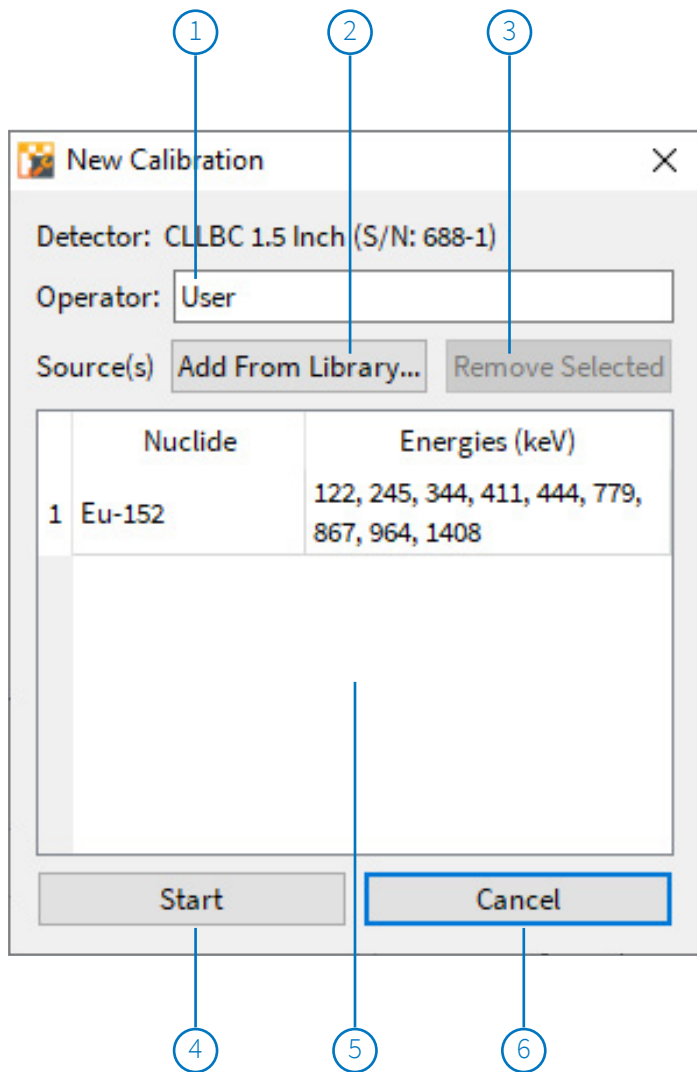 1 2 3
New Calibration
Detector: CLLBC 1.5 Inch (S/N: 688-1)
Operator: User
Source(s) Add From Library... Remove Selected
Nuclide Energies (keV)
1 Eu-152 122, 245, 344, 411, 444, 779,
867, 964, 1408
Start Cancel
4 5 6